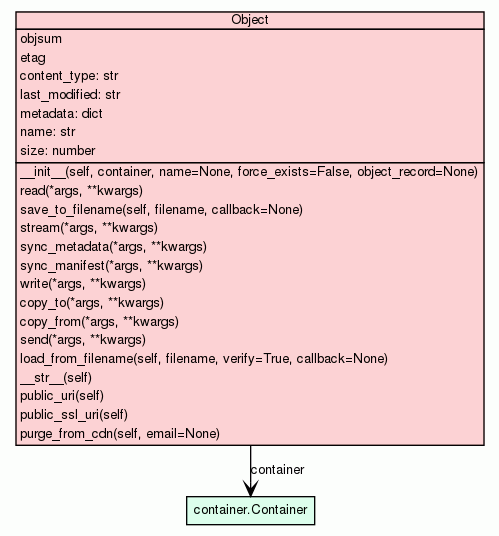 Object
objsum
etag
content_type: str
last_modified: str
metadata: dict
name: str
size: number
__init__(self, container, name=None, force_exists=False, object_record=None)
read(*args, **kwargs)
save_to_filename(self, filename, callback=None)
stream(*args, **kwargs)
sync_metadata(*args, **kwargs)
sync_manifest(*args, **kwargs)
write(*args, **kwargs)
copy_to(*args, **kwargs)
copy_from(*args, **kwargs)
send(*args, **kwargs)
load_from_filename(self, filename, verify=True, callback=None)
__str__(self)
public_uri(self)
public_ssl_uri(self)
purge_from_cdn(self, email=None)
container
container.Container